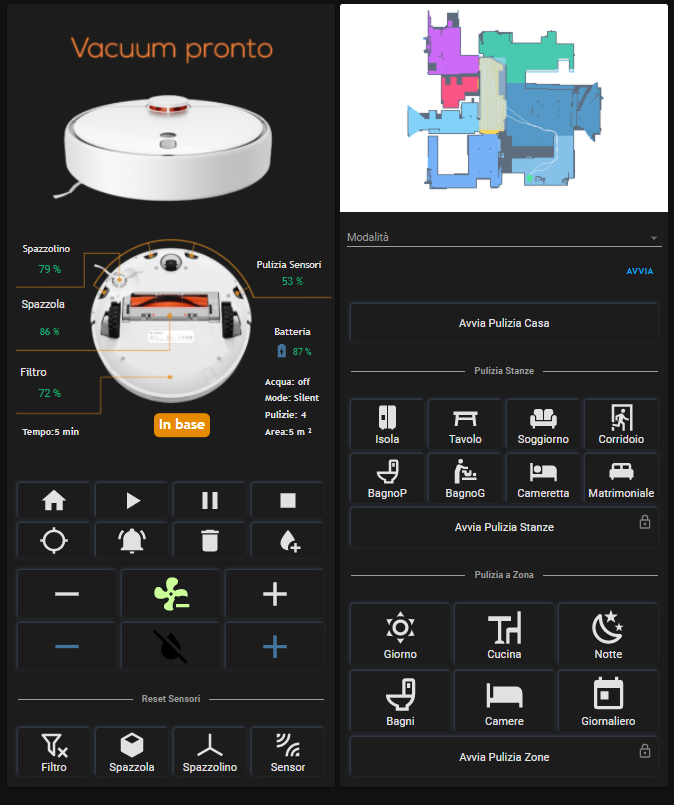 Vacuum pronto
Spazzolino
79 %
Pulizia Sensori
53 %
Spazzola
86 %
Batteria
87 %
Filtro
72 %
Acqua: off
Mode: Silent
Pulizie: 4
Area:5 m ²
Tempo:5 min
In base
Reset Sensori
Filtro
Spazzola
Spazzolino
Sensor
Modalità
AVVIA
Avvia Pulizia Casa
Pulizia Stanze
Isola
Tavolo
Soggiorno
Corridoio
BagnoP
BagnoG
Cameretta
Matrimoniale
Avvia Pulizia Stanze
Pulizia a Zona
Giorno
Cucina
Notte
Bagni
Camere
Giornaliero
Avvia Pulizia Zone